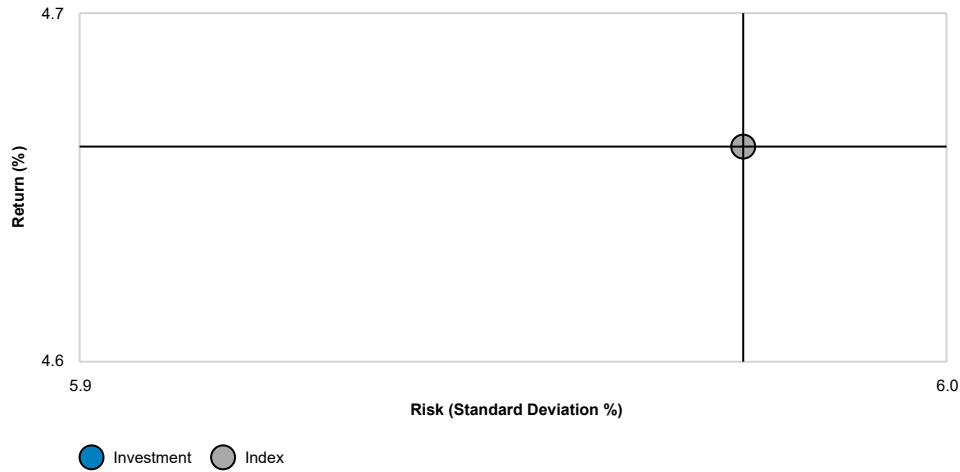 4.7
Return (%)
4.6
5.9
6.0
Risk (Standard Deviation %)
Investment
Index